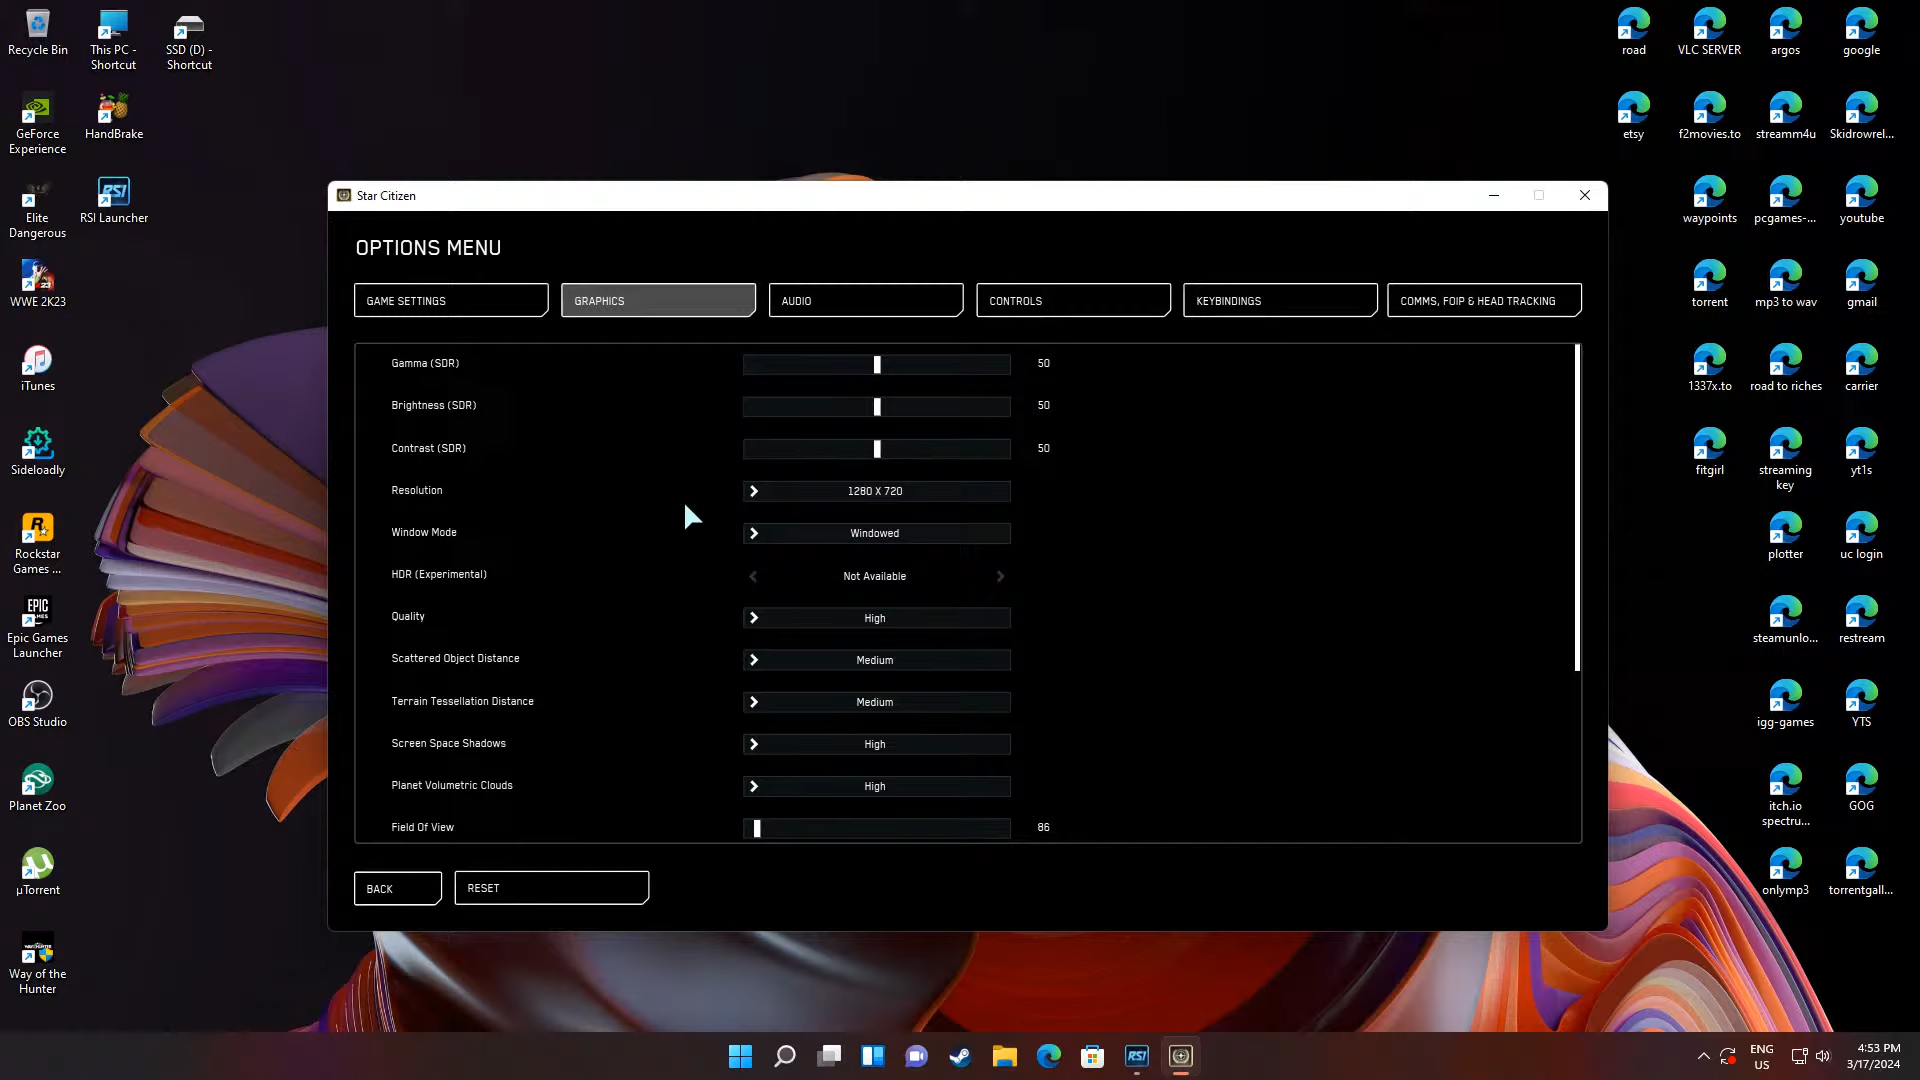 Recycle Bin
This PC -
Shortcut
SSD (D) -
Shortcut
GeForce
Experience
HandBrake
Elite
Dangerous
RSI
RSI Launcher
WWE 2K23
iTunes
Sideloadly
Rockstar
Games ...
EPIC
GAMES
Epic Games
Launcher
OBS Studio
Planet Zoo
µTorrent
Way of the
Hunter
Star Citizen
OPTIONS MENU
GAME SETTINGS
GRAPHICS
AUDIO
CONTROLS
KEYBINDINGS
COMMS, FOIP & HEAD TRACKING
Gamma (SDR)
50
Brightness (SDR)
50
Contrast (SDR)
50
Resolution
1280 X 720
Window Mode
Windowed
HDR (Experimental)
Not Available
Quality
High
Scattered Object Distance
Medium
Terrain Tessellation Distance
Medium
Screen Space Shadows
High
Planet Volumetric Clouds
High
Field Of View
86
BACK
RESET
road
VLC SERVER
argos
google
etsy
f2movies.to
streamm4u
Skidrowrel...
waypoints
pcgames-...
youtube
torrent
mp3 to wav
gmail
1337x.to
road to riches
carrier
fitgirl
streaming
key
yt1s
plotter
uc login
steamunlo...
restream
igg-games
YTS
itch.io
spectru...
GOG
onlymp3
torrentgall...
RSI
ENG
US
4:53 PM
3/17/2024